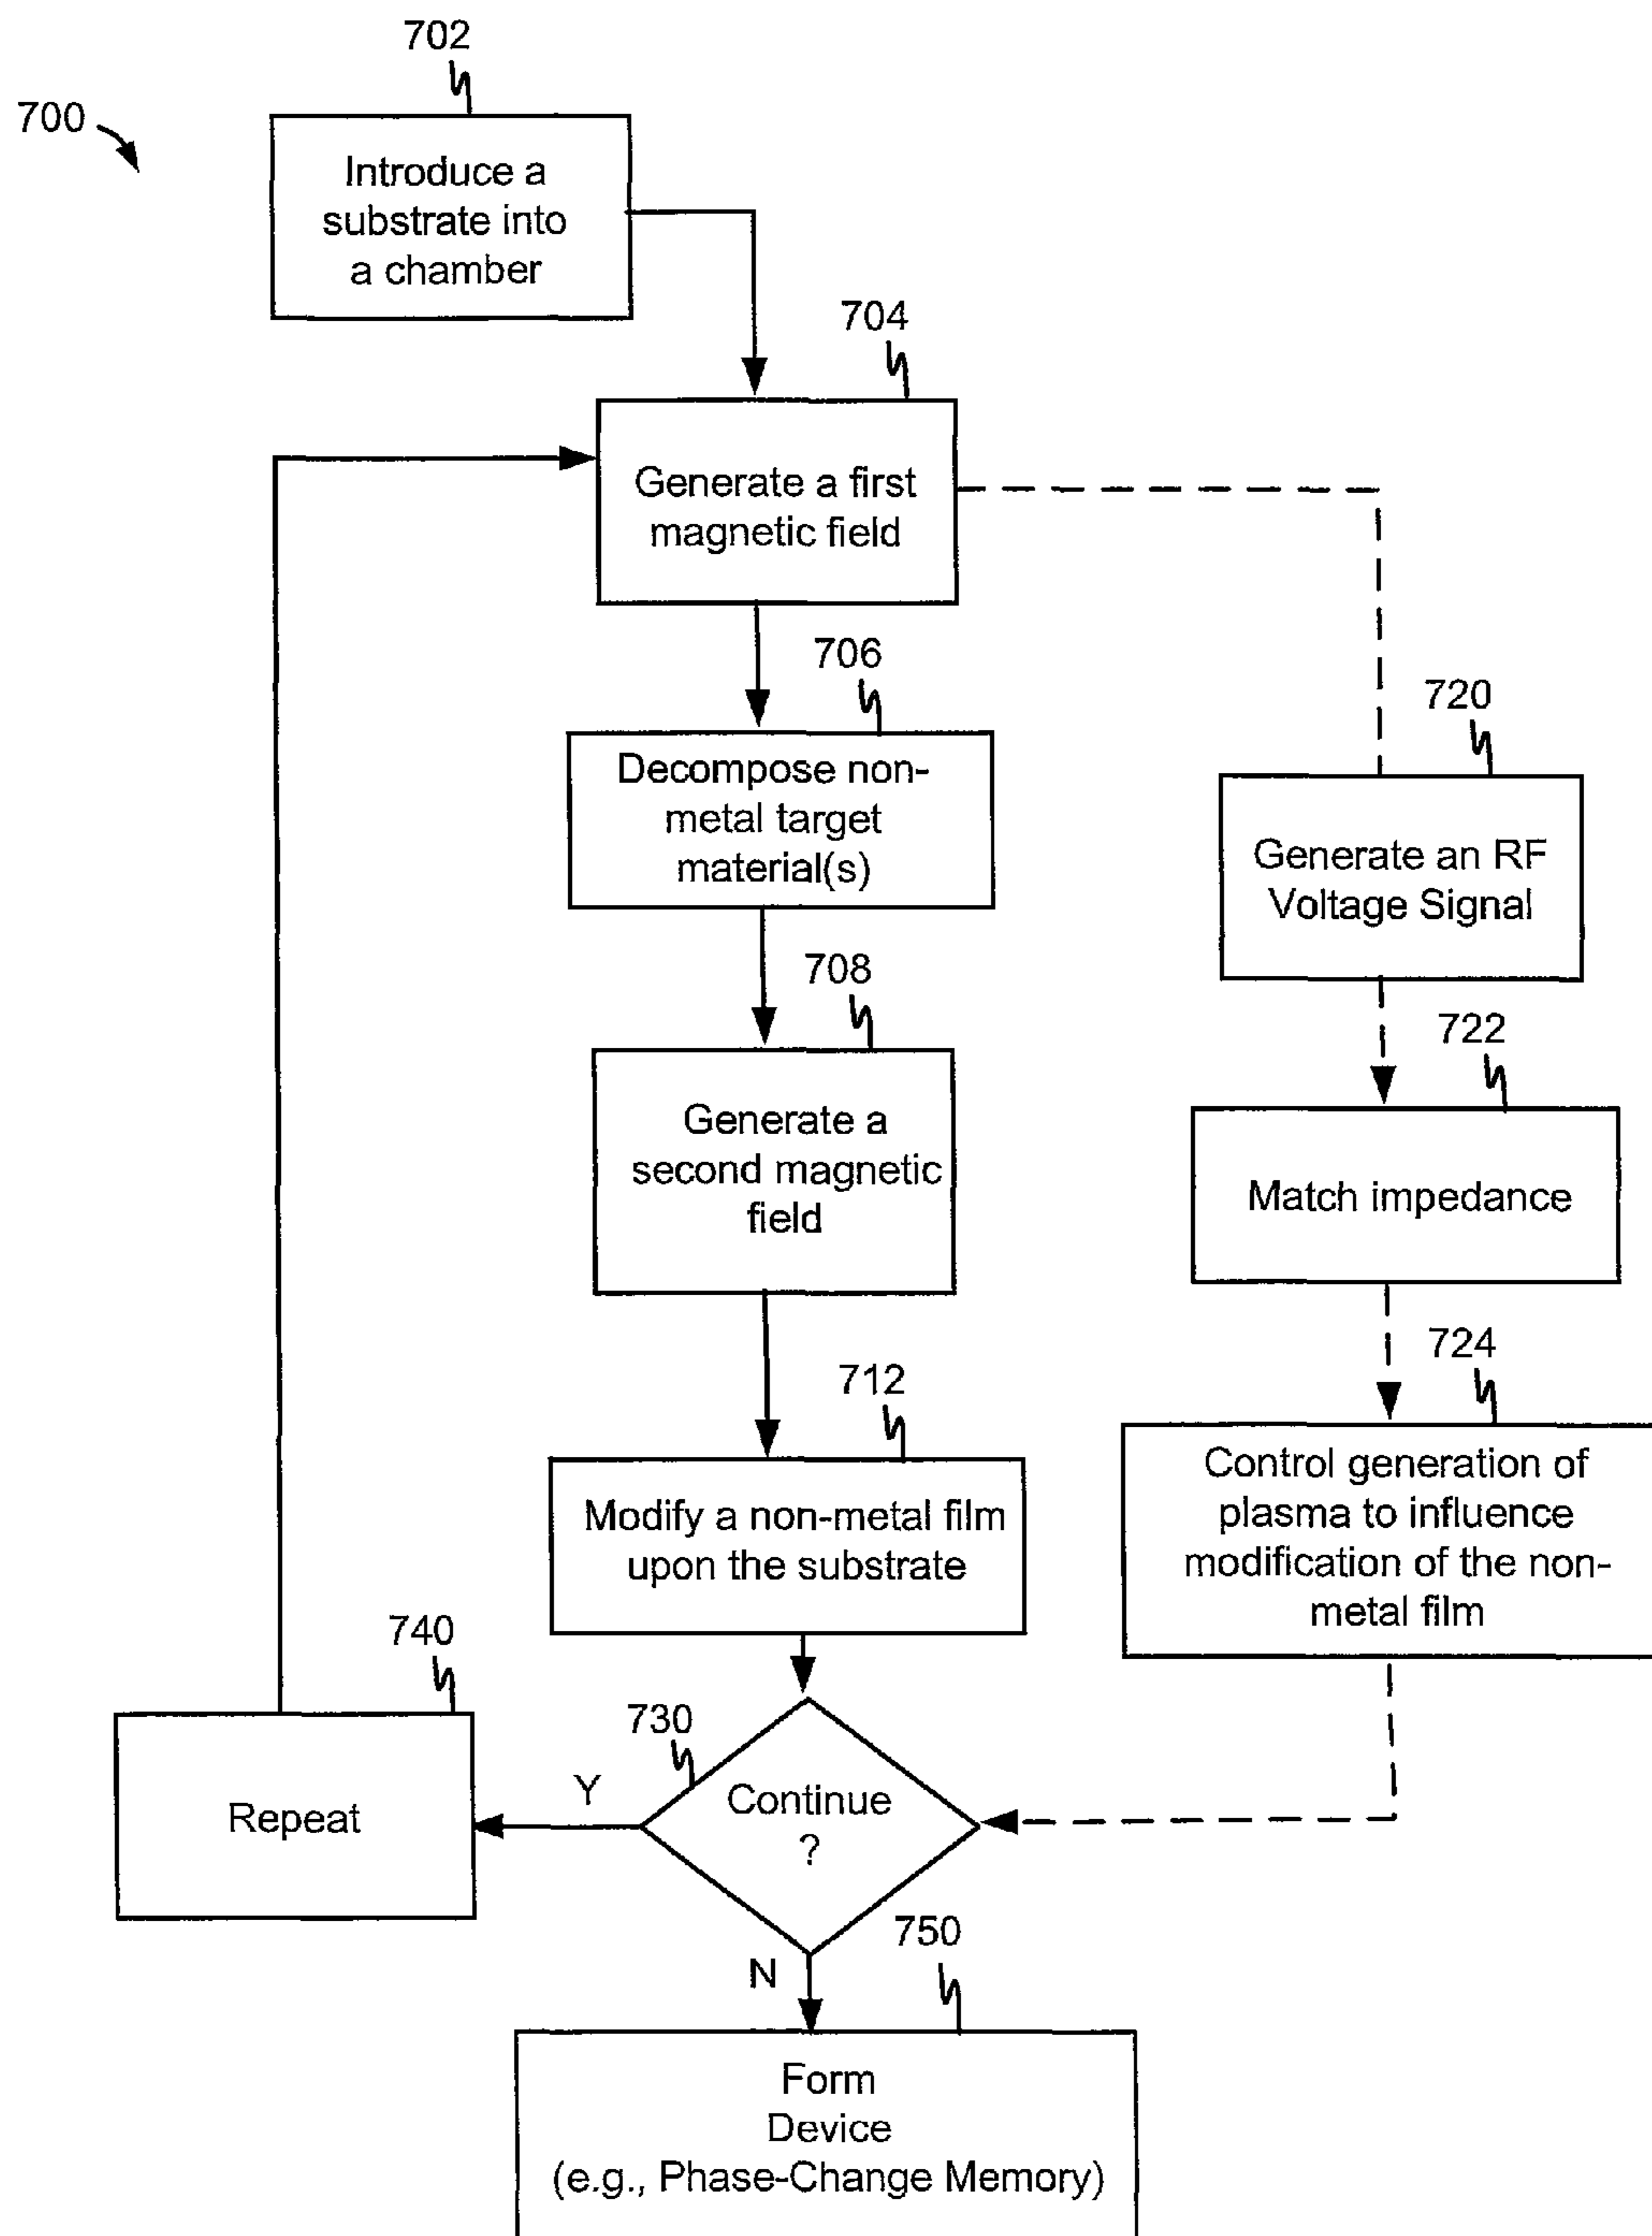 702
700
Introduce a
substrate into
a chamber
704
Generate a first
magnetic field
706
Decompose non-
metal target
material(s)
720
Generate an RF
Voltage Signal
708
Generate a
second magnetic
field
722
Match impedance
712
Modify a non-metal film
upon the substrate
724
Control generation of
plasma to influence
modification of the non-
metal film
740
Repeat
730
Y
Continue
?
N
750
Form
Device
(e.g., Phase-Change Memory)